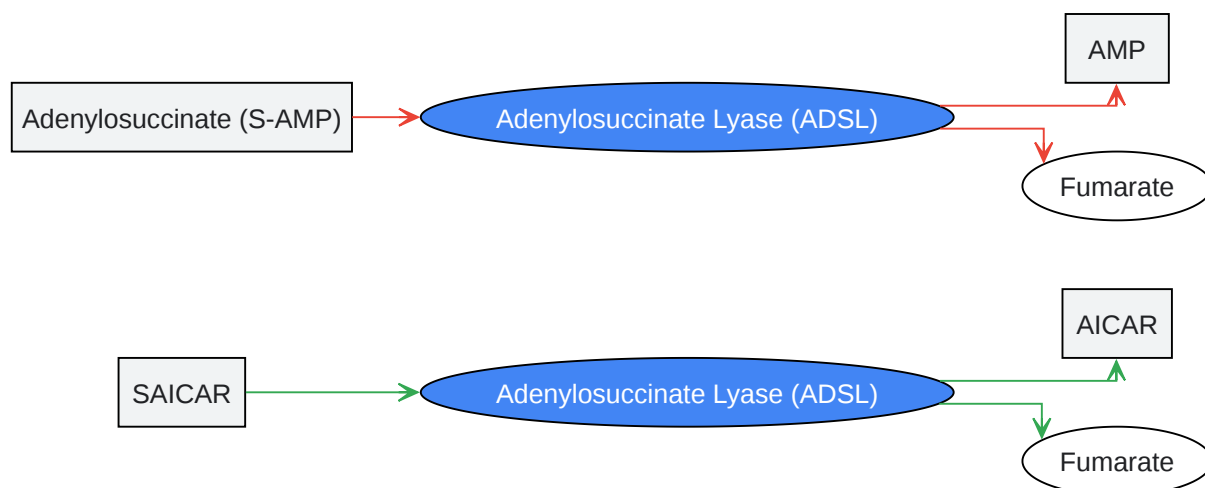 AMP
Adenylosuccinate (S-AMP)
Adenylosuccinate Lyase (ADSL)
Fumarate
AICAR
SAICAR
Adenylosuccinate Lyase (ADSL)
Fumarate